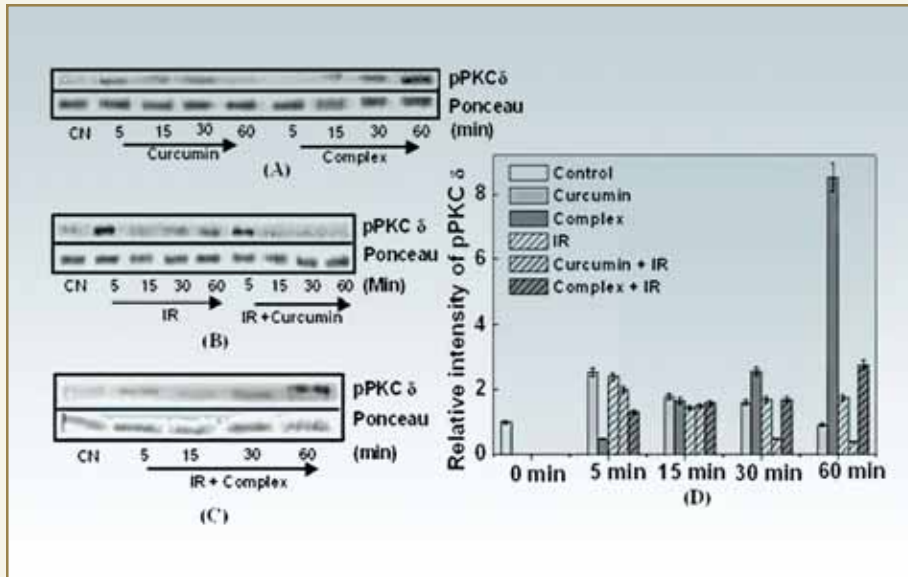 pPKCδ
Ponceau
CN 5 15 30 60 5 15 30 60 (min)
Curcumin Complex
(A)
pPKC δ
Ponceau
CN 5 15 30 60 5 15 30 60 (Min)
IR IR+Curcumin
(B)
pPKC δ
Ponceau
CN 5 15 30 60 (min)
IR + Complex
(C)
Relative intensity of pPKC δ
8
6
4
2
0
Control
Curcumin
Complex
IR
Curcumin + IR
Complex + IR
0 min 5 min 15 min 30 min 60 min
(D)